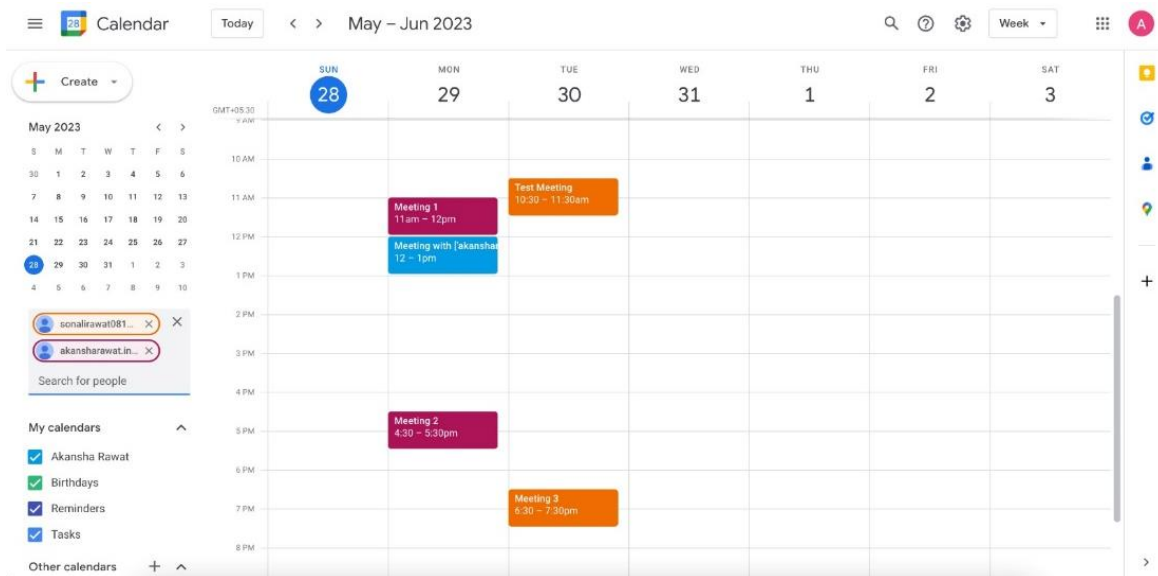 28 Calendar
Today
May – Jun 2023
Week
A
Create
May 2023
S M T W T F S
30 1 2 3 4 5 6
7 8 9 10 11 12 13
14 15 16 17 18 19 20
21 22 23 24 25 26 27
28 29 30 31 1 2 3
4 5 6 7 8 9 10
sonalirawat081...
akansharawat.in...
Search for people
My calendars
Akansha Rawat
Birthdays
Reminders
Tasks
Other calendars
SUN MON TUE WED THU FRI SAT
28 29 30 31 1 2 3
GMT+05:30
9 AM
10 AM
11 AM
12 PM
1 PM
2 PM
3 PM
4 PM
5 PM
6 PM
7 PM
8 PM
Meeting 1
11am – 12pm
Meeting with ['akanshar
12 – 1pm
Meeting 2
4:30 – 5:30pm
Test Meeting
10:30 – 11:30am
Meeting 3
6:30 – 7:30pm